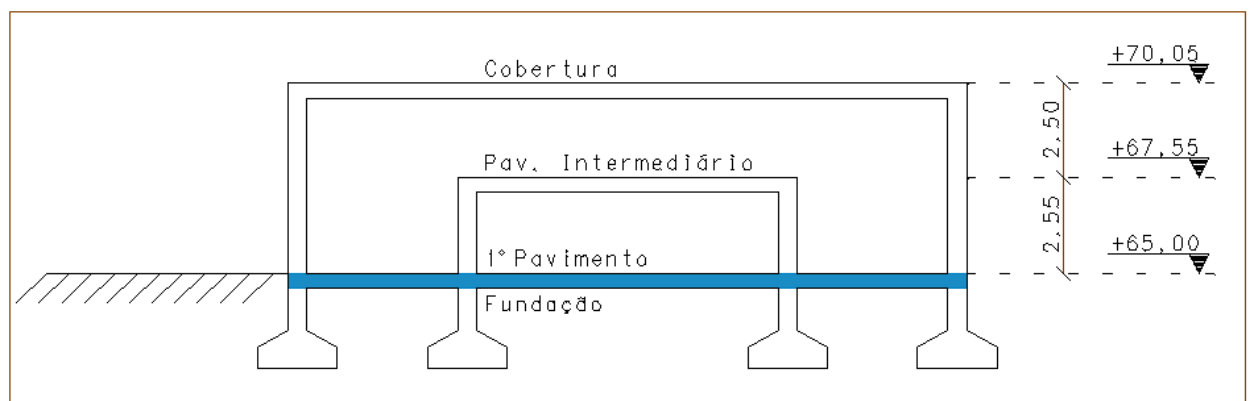 Cobertura
+70,05
2.50
Pav. Intermediário
+67,55
2.55
1° Pavimento
+65,00
Fundação